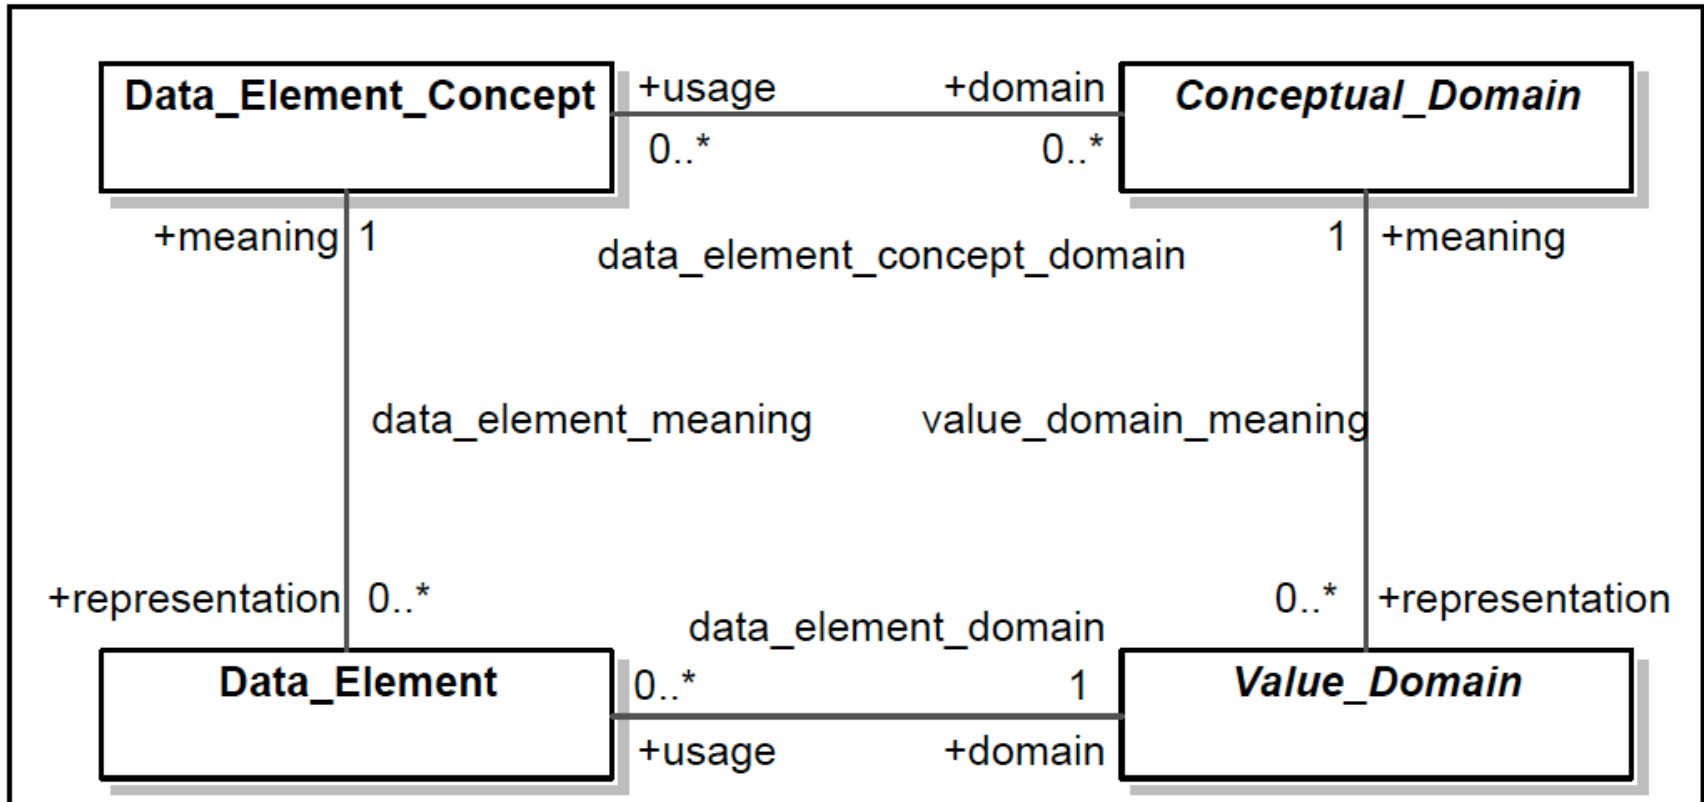 Data_Element_Concept
+usage
+domain
Conceptual_Domain
0..*
0..*
+meaning
1
data_element_concept_domain
1
+meaning
data_element_meaning
value_domain_meaning
+representation
0..*
data_element_domain
0..*
+representation
Data_Element
0..*
1
Value_Domain
+usage
+domain